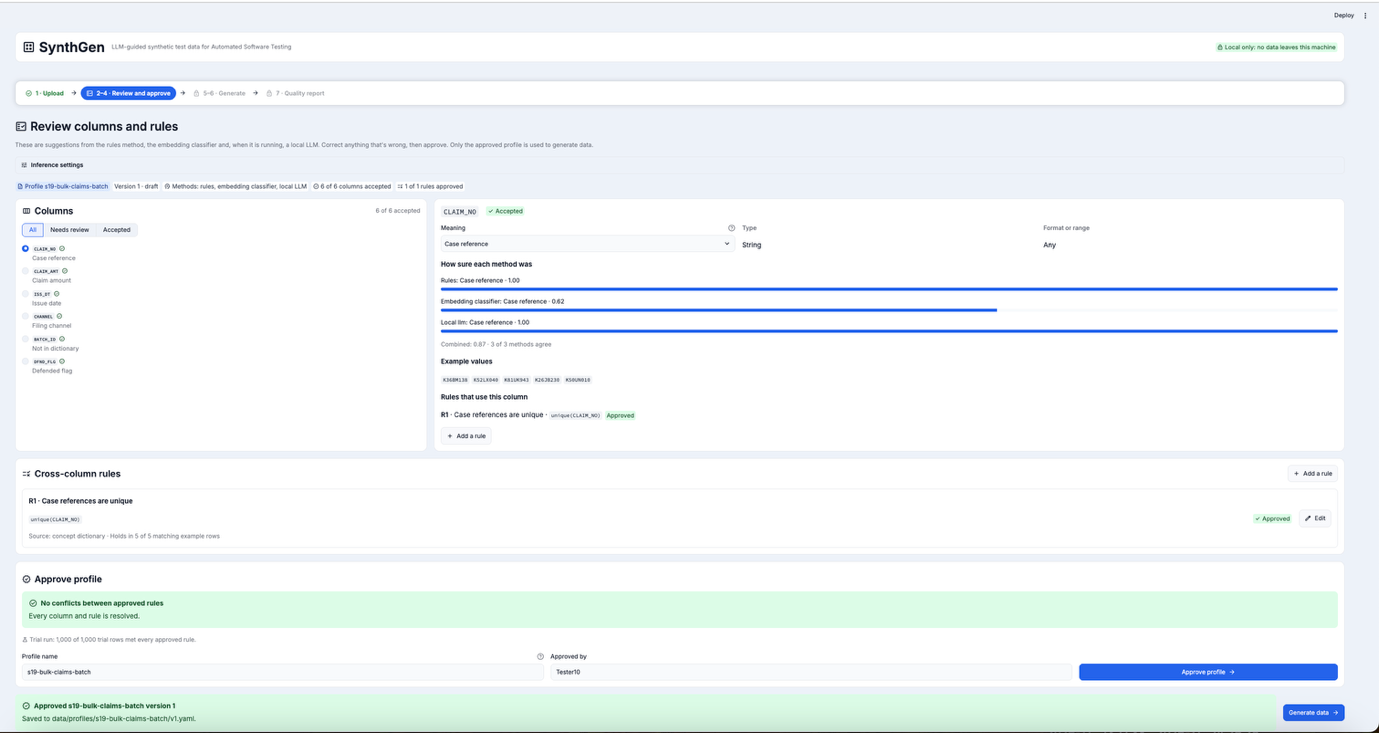 Deploy
SynthGen
LLM-guided synthetic test data for Automated Software Testing
Local only: no data leaves this machine
1 · Upload → 2–4 · Review and approve → 5–6 · Generate → 7 · Quality report
Review columns and rules
These are suggestions from the rules method, the embedding classifier and, when it is running, a local LLM. Correct anything that's wrong, then approve. Only the approved profile is used to generate data.
Inference settings
Profile s19-bulk-claims-batch Version 1 · draft Methods: rules, embedding classifier, local LLM 6 of 6 columns accepted 1 of 1 rules approved
Columns
6 of 6 accepted
All Needs review Accepted
CLAIM_NO
Case reference
CLAIM_AMT
Claim amount
ISS_DT
Issue date
CHANNEL
Filing channel
BATCH_ID
Not in dictionary
DFND_FLG
Defended flag
CLAIM_NO ✓ Accepted
Meaning
Case reference
Type
String
Format or range
Any
How sure each method was
Rules: Case reference · 1.00
Embedding classifier: Case reference · 0.62
Local llm: Case reference · 1.00
Combined: 0.87 · 3 of 3 methods agree
Example values
K36BM138 K52LK040 K81UR943 K26JB230 K50UN010
Rules that use this column
R1 · Case references are unique · unique(CLAIM_NO) Approved
+ Add a rule
Cross-column rules
+ Add a rule
R1 · Case references are unique
unique(CLAIM_NO)
✓ Approved
Edit
Source: concept dictionary · Holds in 5 of 5 matching example rows
Approve profile
No conflicts between approved rules
Every column and rule is resolved.
Trial run: 1,000 of 1,000 trial rows met every approved rule.
Profile name
s19-bulk-claims-batch
Approved by
Tester10
Approve profile →
Approved s19-bulk-claims-batch version 1
Saved to data/profiles/s19-bulk-claims-batch/v1.yaml.
Generate data →